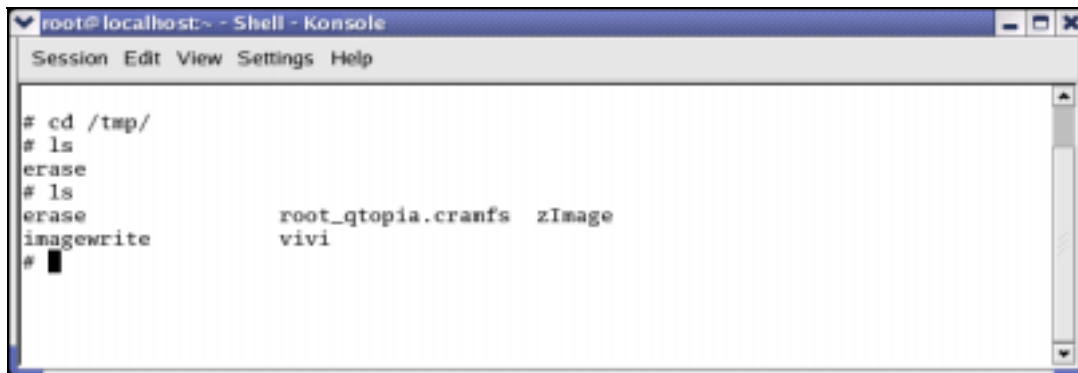 root@localhost:~ - Shell - Konsole
Session Edit View Settings Help
# cd /tmp/
# ls
erase
# ls
erase root_qtopia.cramfs zImage
imagewrite vivi
#